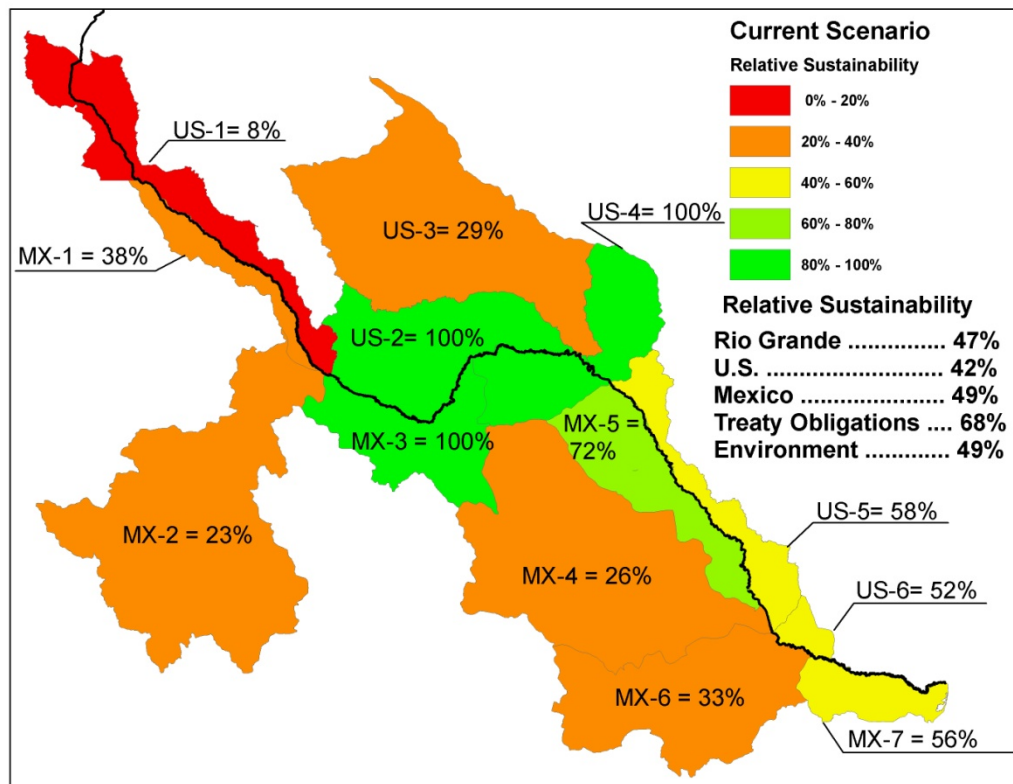 Current Scenario
Relative Sustainability
0% - 20%
20% - 40%
40% - 60%
60% - 80%
80% - 100%
US-1= 8%
MX-1 = 38%
US-3= 29%
US-4= 100%
US-2= 100%
MX-3 = 100%
MX-5 =
72%
MX-2 = 23%
MX-4 = 26%
US-5= 58%
US-6= 52%
MX-6 = 33%
MX-7 = 56%
Relative Sustainability
Rio Grande ............... 47%
U.S. .......................... 42%
Mexico ..................... 49%
Treaty Obligations .... 68%
Environment ............. 49%